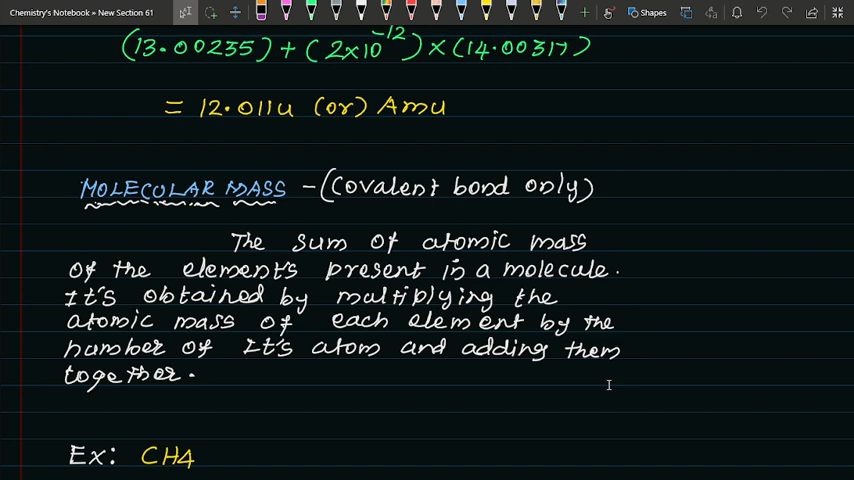 Chemistry's Notebook » New Section 61
Shapes
(13.00235) + (2x10^-12) × (14.00317)
= 12.011u (or) Amu
MOLECULAR MASS - (Covalent bond only)
The sum of atomic mass
of the element's present in a molecule.
It's obtained by multiplying the
atomic mass of each element by the
number of It's atom and adding them
together.
Ex: CH4